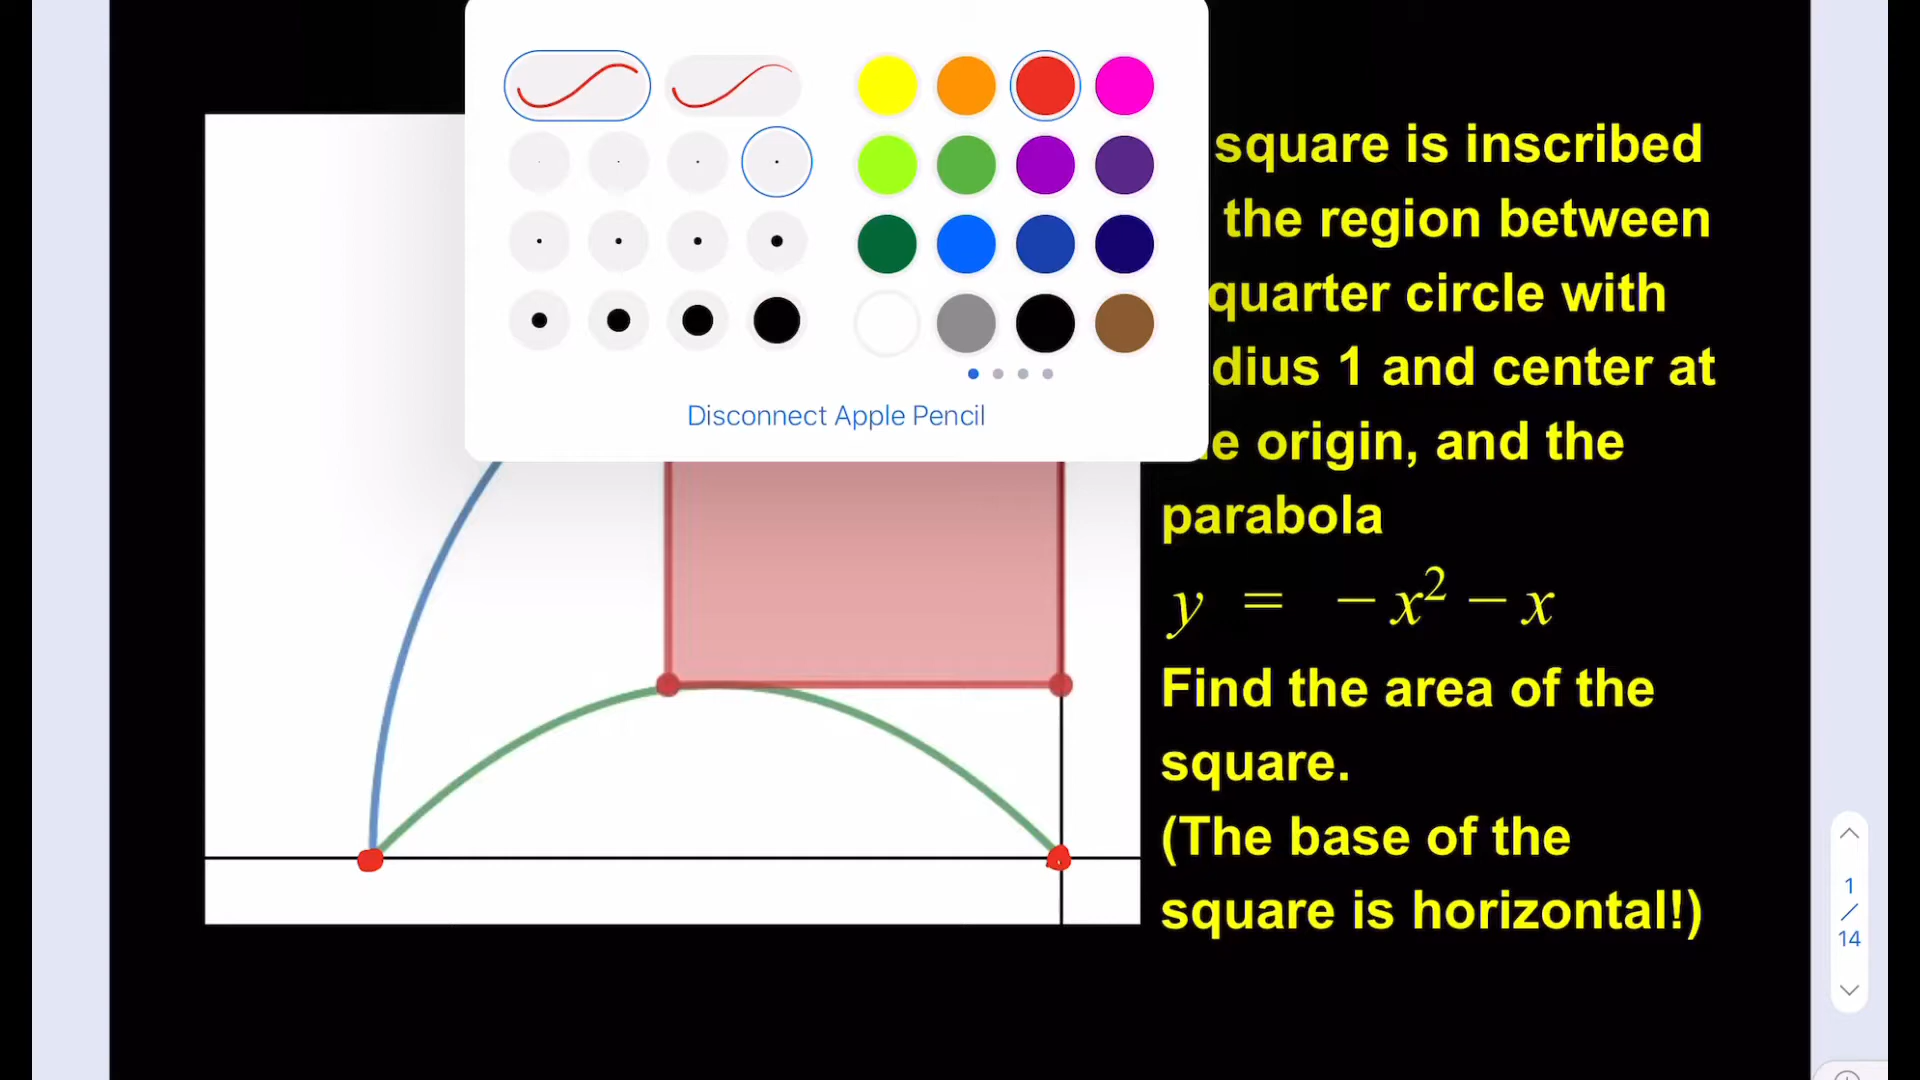 Disconnect Apple Pencil
square is inscribed
the region between
quarter circle with
dius 1 and center at
e origin, and the
parabola
y = −x² − x
Find the area of the
square.
(The base of the
square is horizontal!)
1
/
14